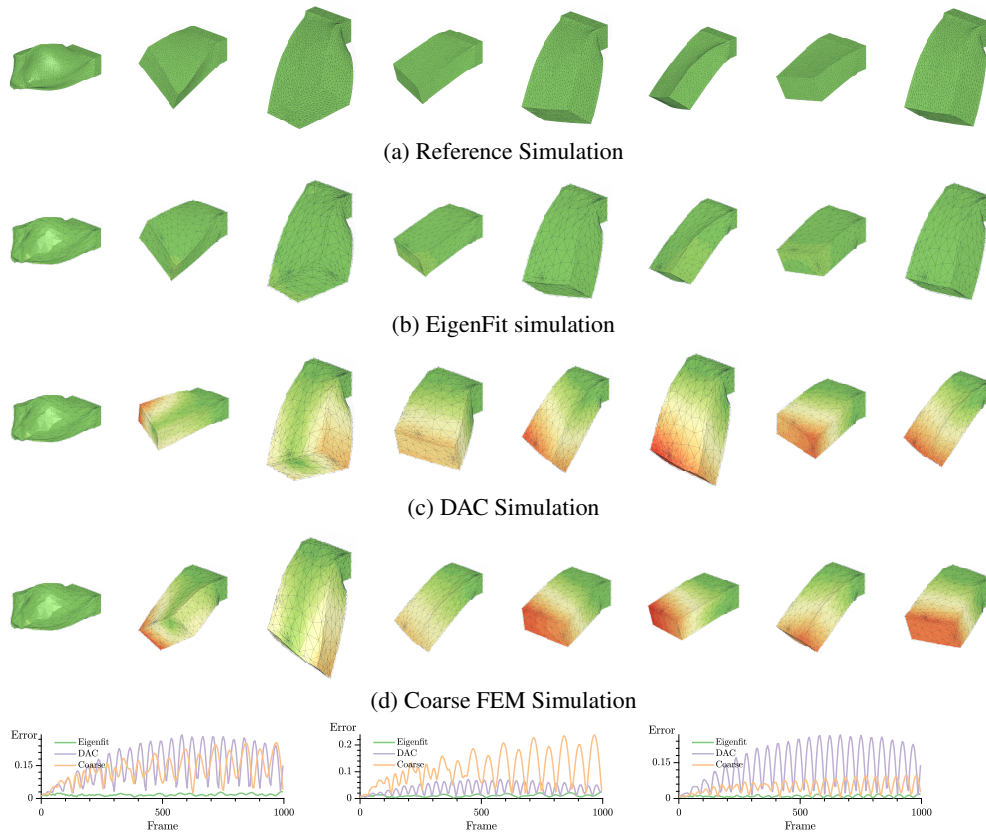 (a) Reference Simulation
(b) EigenFit simulation
(c) DAC Simulation
(d) Coarse FEM Simulation
Error
Eigenfit
DAC
Coarse
0.15
0
0
500
1000
Frame
Error
Eigenfit
DAC
Coarse
0.2
0.1
0
0
500
1000
Frame
Error
Eigenfit
DAC
Coarse
0.15
0
0
500
1000
Frame